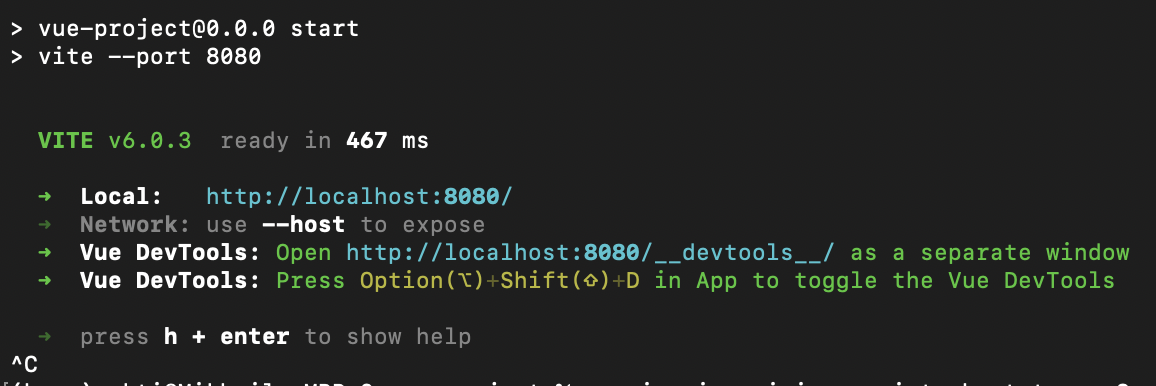 > vue-project@0.0.0 start
> vite --port 8080
VITE v6.0.3 ready in 467 ms
➜ Local: http://localhost:8080/
➜ Network: use --host to expose
➜ Vue DevTools: Open http://localhost:8080/__devtools__/ as a separate window
➜ Vue DevTools: Press Option(⌥)+Shift(⇧)+D in App to toggle the Vue DevTools
➜ press h + enter to show help
^C